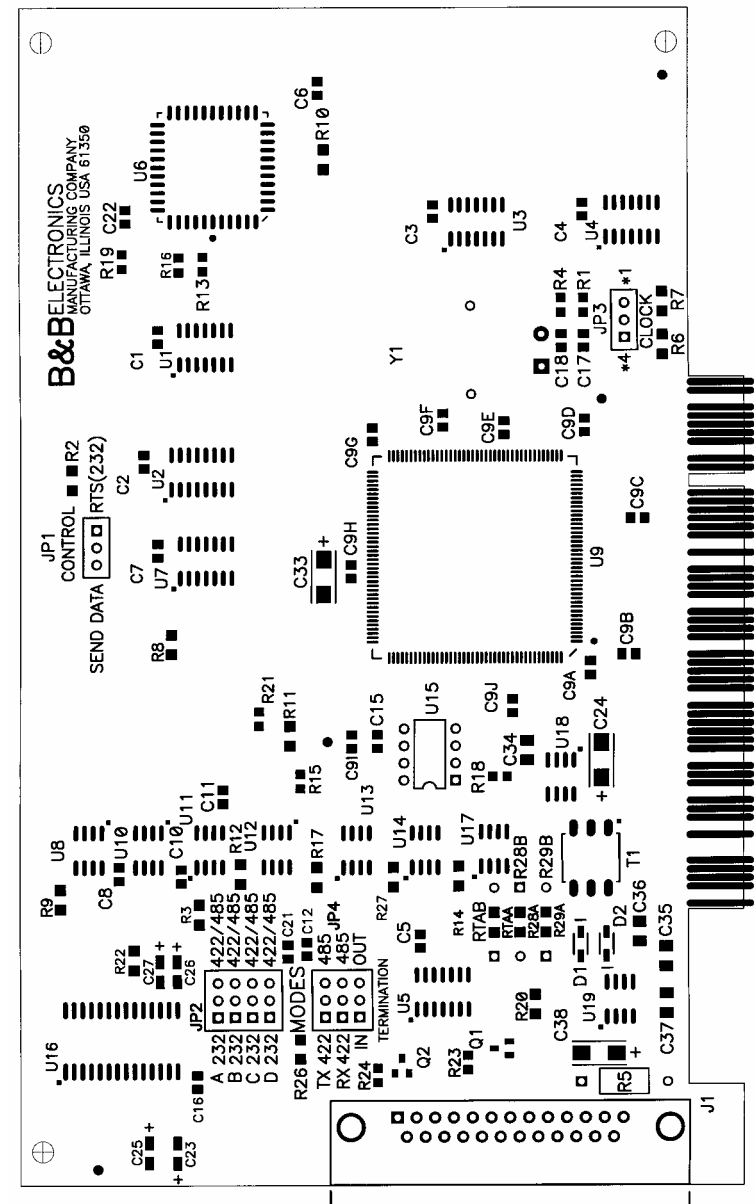 B&B ELECTRONICS
MANUFACTURING COMPANY
OTTAWA, ILLINOIS USA 61350
U6
C6
R10
C22
R19
R16
R13
C1
U1
C3
U3
C4
U4
R4
R1
JP3
*1
*4
CLOCK
R7
R6
C18
C17
Y1
C9F
C9E
C9D
C9G
C9H
C9C
C9B
C9A
U9
C33
+
JP1
CONTROL
SEND DATA
RTS(232)
R2
C2
U2
C7
U7
R8
R21
R11
C15
C9I
U15
C9J
C34
R18
U18
C24
+
R15
C11
U11
U8
U10
C10
R12
U12
U13
R17
U14
U17
R9
C8
R3
R27
R14
RTAB
RTAA
R28A
R29A
R28B
R29B
T1
C36
C35
D2
D1
U19
C37
C38
+
R5
R20
Q1
Q2
R23
R24
C5
U5
R22
C27
+
C26
+
JP2
422/485
422/485
422/485
422/485
A 232
B 232
C 232
D 232
MODES
R26
C21
C12
JP4
485
485
OUT
TX 422
RX 422
IN
TERMINATION
U16
C16
C25
+
C23
+
J1